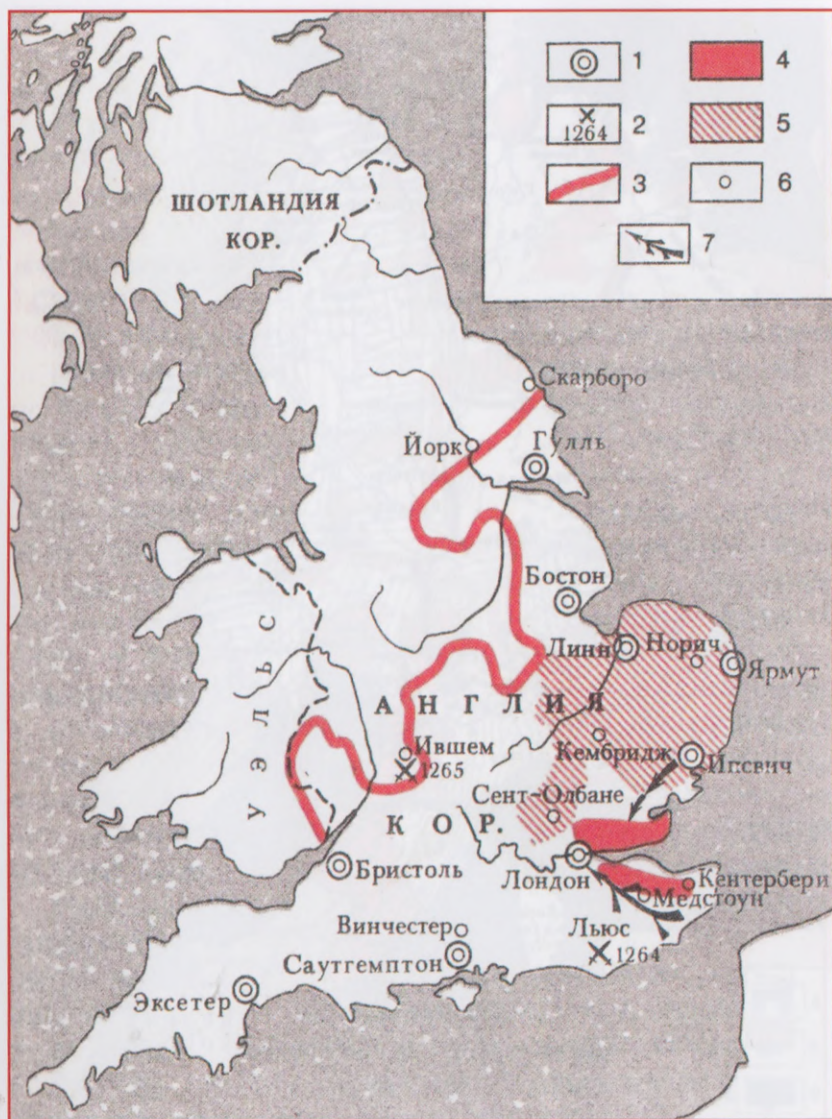 1
4
1264
2
5
3
6
7
ШОТЛАНДИЯ
КОР.
Скарборо
Йорк
Гулль
Бостон
Линн
Норич
Ярмут
УЭЛЬС
АНГЛИЯ
Кембридж
Ипсвич
Ившем
1265
Сент-Олбанс
КОР.
Бристоль
Лондон
Кентербери
Медстоун
Винчестер
Льюс
1264
Саутгемптон
Эксетер